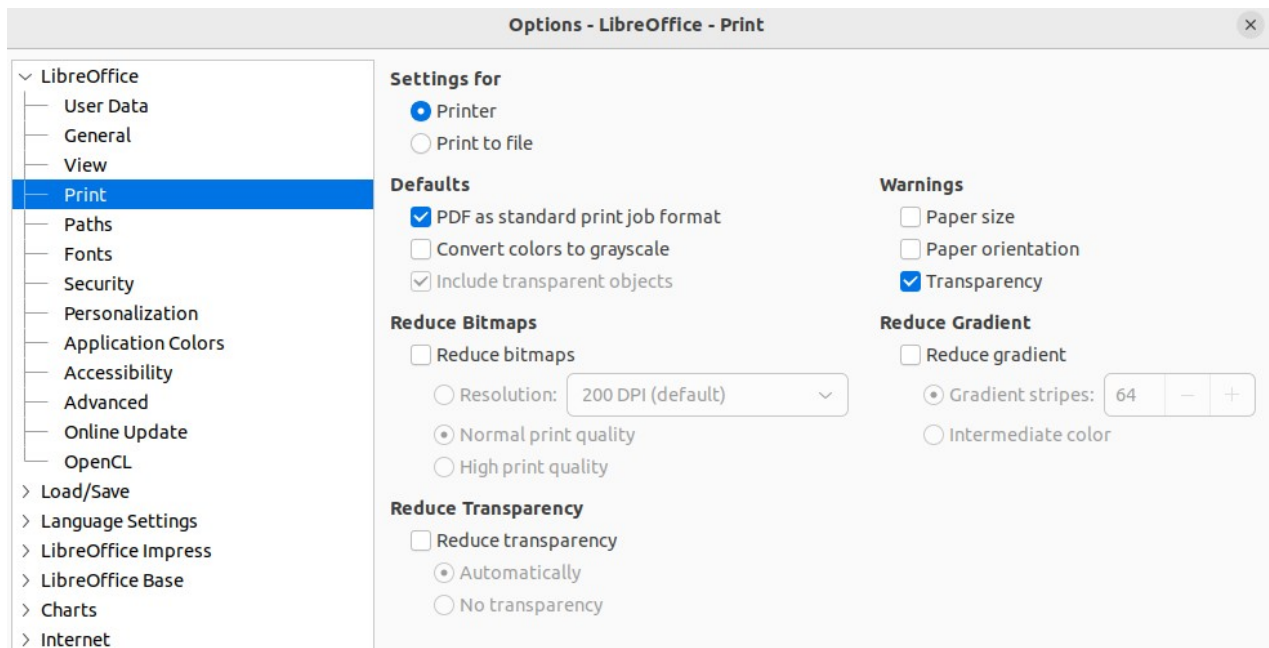 Options - LibreOffice - Print
LibreOffice
User Data
General
View
Print
Paths
Fonts
Security
Personalization
Application Colors
Accessibility
Advanced
Online Update
OpenCL
Load/Save
Language Settings
LibreOffice Impress
LibreOffice Base
Charts
Internet
Settings for
Printer
Print to file
Defaults
PDF as standard print job format
Convert colors to grayscale
Include transparent objects
Warnings
Paper size
Paper orientation
Transparency
Reduce Bitmaps
Reduce bitmaps
Resolution: 200 DPI (default)
Normal print quality
High print quality
Reduce Gradient
Reduce gradient
Gradient stripes: 64
Intermediate color
Reduce Transparency
Reduce transparency
Automatically
No transparency